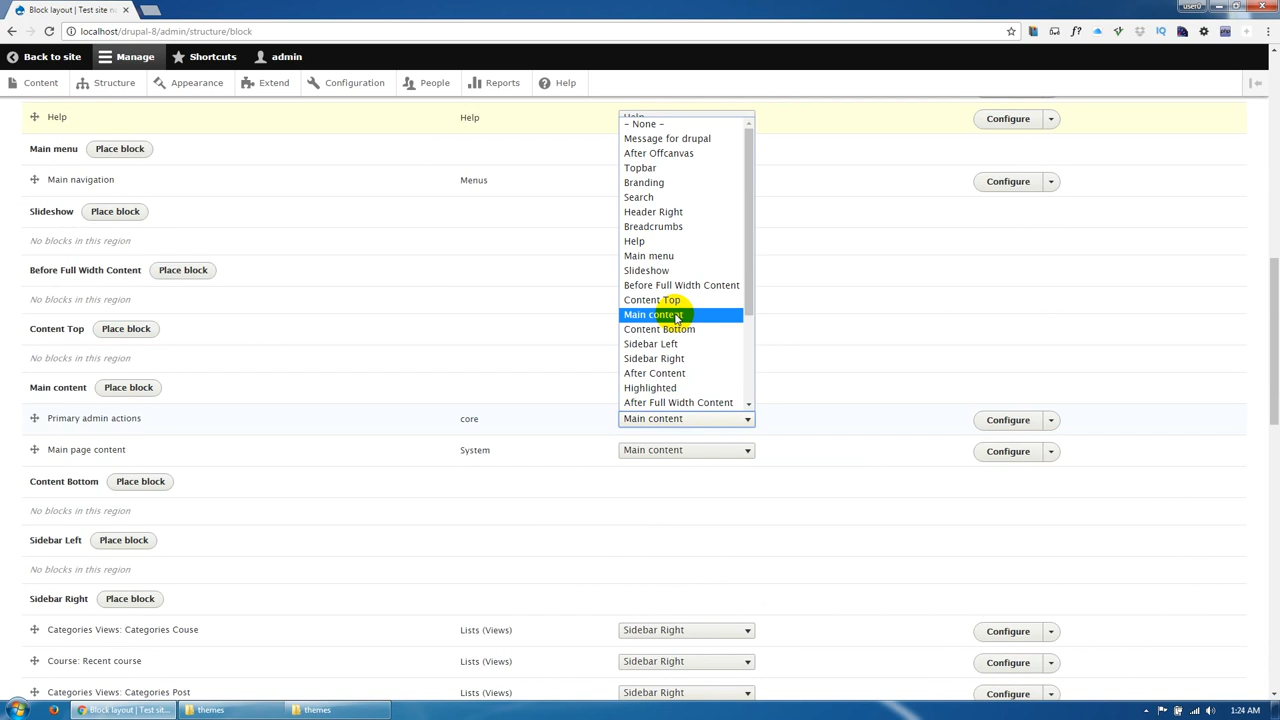 Block layout | Test site n
user0
localhost/drupal-8/admin/structure/block
Back to site Manage Shortcuts admin
Content Structure Appearance Extend Configuration People Reports Help
Help Help Help Configure
- None -
Message for drupal
After Offcanvas
Topbar
Branding
Search
Header Right
Breadcrumbs
Help
Main menu
Slideshow
Before Full Width Content
Content Top
Main content
Content Bottom
Sidebar Left
Sidebar Right
After Content
Highlighted
After Full Width Content
Main menu Place block
Main navigation Menus Configure
Slideshow Place block
No blocks in this region
Before Full Width Content Place block
No blocks in this region
Content Top Place block
No blocks in this region
Main content Place block
Primary admin actions core Main content Configure
Main page content System Main content Configure
Content Bottom Place block
No blocks in this region
Sidebar Left Place block
No blocks in this region
Sidebar Right Place block
Categories Views: Categories Couse Lists (Views) Sidebar Right Configure
Course: Recent course Lists (Views) Sidebar Right Configure
Categories Views: Categories Post Lists (Views) Sidebar Right Configure
Block layout | Test sit... themes themes 1:24 AM